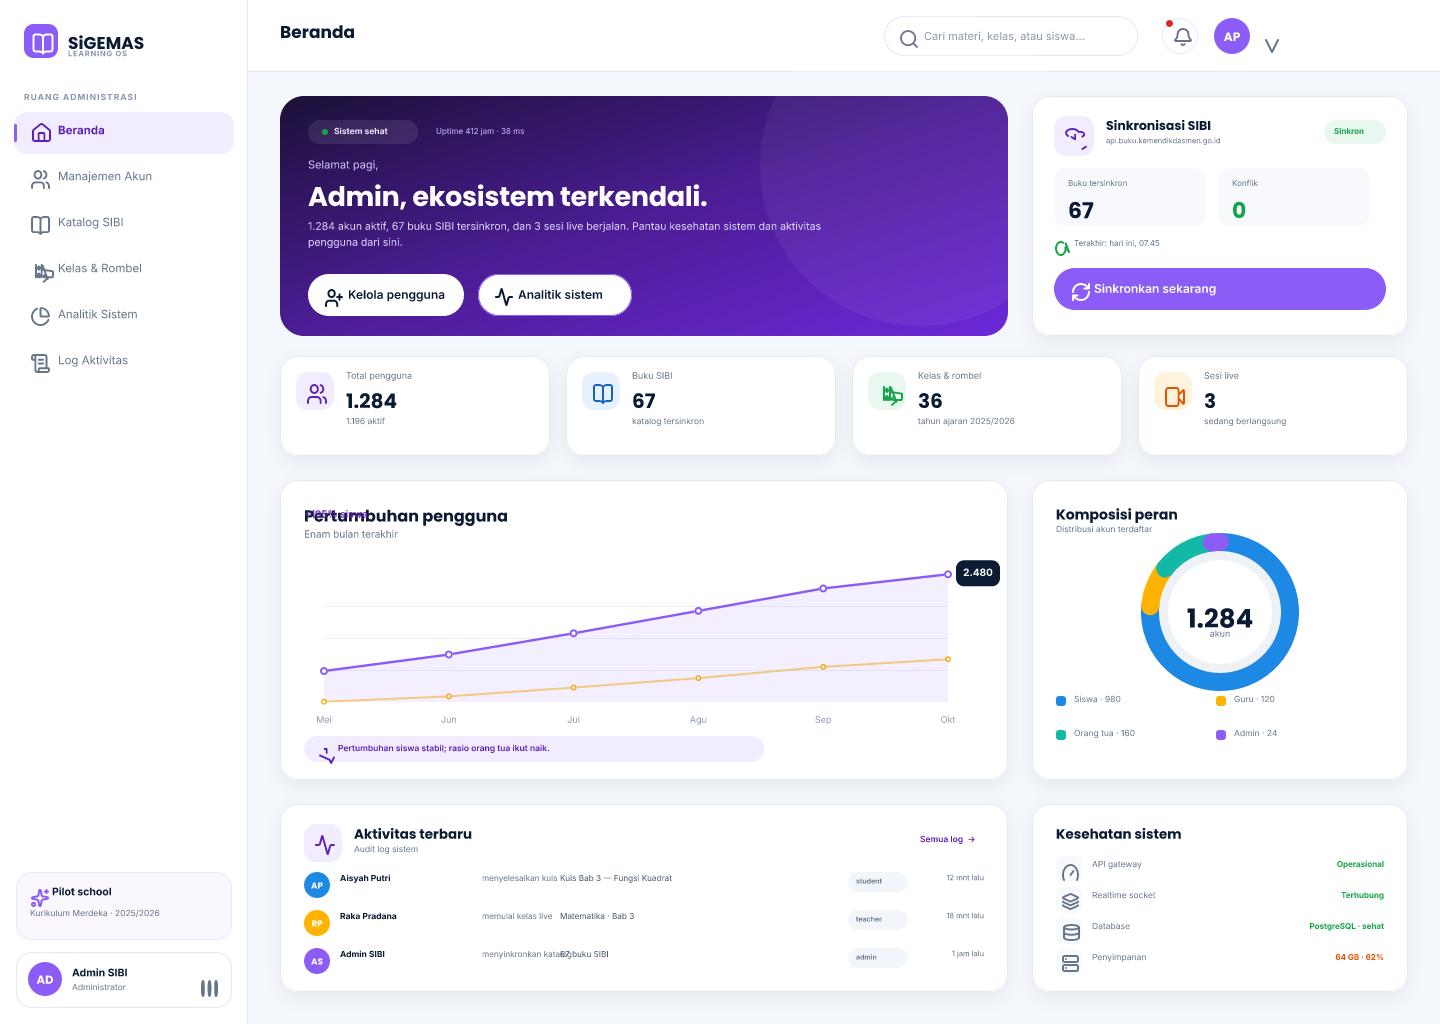 SiGEMAS
LEARNING OS
RUANG ADMINISTRASI
Beranda
Manajemen Akun
Katalog SIBI
Kelas & Rombel
Analitik Sistem
Log Aktivitas
Pilot school
Kurikulum Merdeka · 2025/2026
AD
Admin SIBI
Administrator
Beranda
Cari materi, kelas, atau siswa...
AP
Sistem sehat
Uptime 412 jam · 38 ms
Selamat pagi,
Admin, ekosistem terkendali.
1.284 akun aktif, 67 buku SIBI tersinkron, dan 3 sesi live berjalan. Pantau kesehatan sistem dan aktivitas
pengguna dari sini.
Kelola pengguna
Analitik sistem
Sinkronisasi SIBI
api.buku.kemendikdasmen.go.id
Sinkron
Buku tersinkron
67
Konflik
0
Terakhir: hari ini, 07.45
Sinkronkan sekarang
Total pengguna
1.284
1.196 aktif
Buku SIBI
67
katalog tersinkron
Kelas & rombel
36
tahun ajaran 2025/2026
Sesi live
3
sedang berlangsung
Pertumbuhan pengguna
Enam bulan terakhir
2.480
Mei
Jun
Jul
Agu
Sep
Okt
Pertumbuhan siswa stabil; rasio orang tua ikut naik.
Komposisi peran
Distribusi akun terdaftar
1.284
akun
Siswa · 980
Guru · 120
Orang tua · 160
Admin · 24
Aktivitas terbaru
Audit log sistem
Semua log →
AP
Aisyah Putri
menyelesaikan kuis
Kuis Bab 3 — Fungsi Kuadrat
student
12 mnt lalu
RP
Raka Pradana
memulai kelas live
Matematika · Bab 3
teacher
18 mnt lalu
AS
Admin SIBI
menyinkronkan katalog
67 buku SIBI
admin
1 jam lalu
Kesehatan sistem
API gateway
Operasional
Realtime socket
Terhubung
Database
PostgreSQL · sehat
Penyimpanan
64 GB · 62%